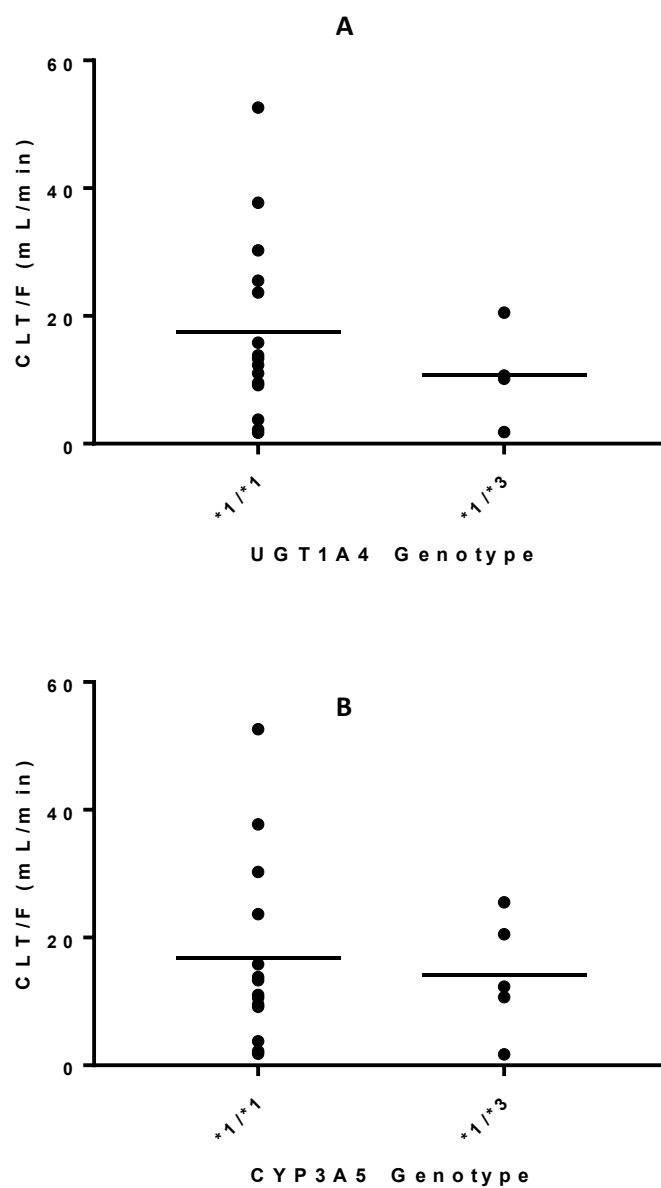 A
60
40
20
0
CLT/F (mL/min)
*1/*1
*1/*3
UGT1A4 Genotype
B
60
40
20
0
CLT/F (mL/min)
*1/*1
*1/*3
CYP3A5 Genotype